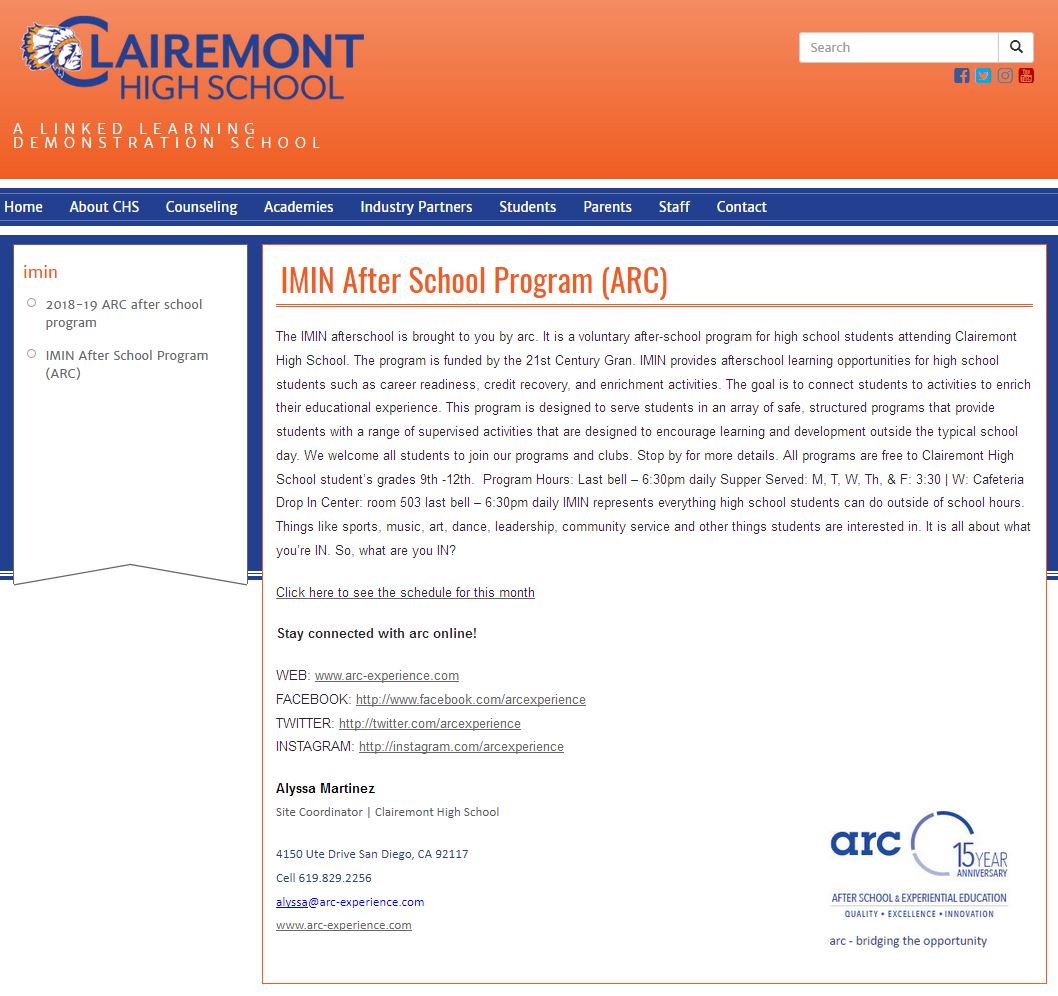 CLAIREMONT
HIGH SCHOOL
A LINKED LEARNING
DEMONSTRATION SCHOOL
Search
Home About CHS Counseling Academies Industry Partners Students Parents Staff Contact
imin
2018-19 ARC after school
program
IMIN After School Program
(ARC)
IMIN After School Program (ARC)
The IMIN afterschool is brought to you by arc. It is a voluntary after-school program for high school students attending Clairemont
High School. The program is funded by the 21st Century Gran. IMIN provides afterschool learning opportunities for high school
students such as career readiness, credit recovery, and enrichment activities. The goal is to connect students to activities to enrich
their educational experience. This program is designed to serve students in an array of safe, structured programs that provide
students with a range of supervised activities that are designed to encourage learning and development outside the typical school
day. We welcome all students to join our programs and clubs. Stop by for more details. All programs are free to Clairemont High
School student’s grades 9th -12th.  Program Hours: Last bell – 6:30pm daily Supper Served: M, T, W, Th, & F: 3:30 | W: Cafeteria
Drop In Center: room 503 last bell – 6:30pm daily IMIN represents everything high school students can do outside of school hours.
Things like sports, music, art, dance, leadership, community service and other things students are interested in. It is all about what
you’re IN. So, what are you IN?
Click here to see the schedule for this month
Stay connected with arc online!
WEB: www.arc-experience.com
FACEBOOK: http://www.facebook.com/arcexperience
TWITTER: http://twitter.com/arcexperience
INSTAGRAM: http://instagram.com/arcexperience
Alyssa Martinez
Site Coordinator | Clairemont High School
4150 Ute Drive San Diego, CA 92117
Cell 619.829.2256
alyssa@arc-experience.com
www.arc-experience.com
arc 15 YEAR
ANNIVERSARY
AFTER SCHOOL & EXPERIENTIAL EDUCATION
QUALITY • EXCELLENCE • INNOVATION
arc - bridging the opportunity